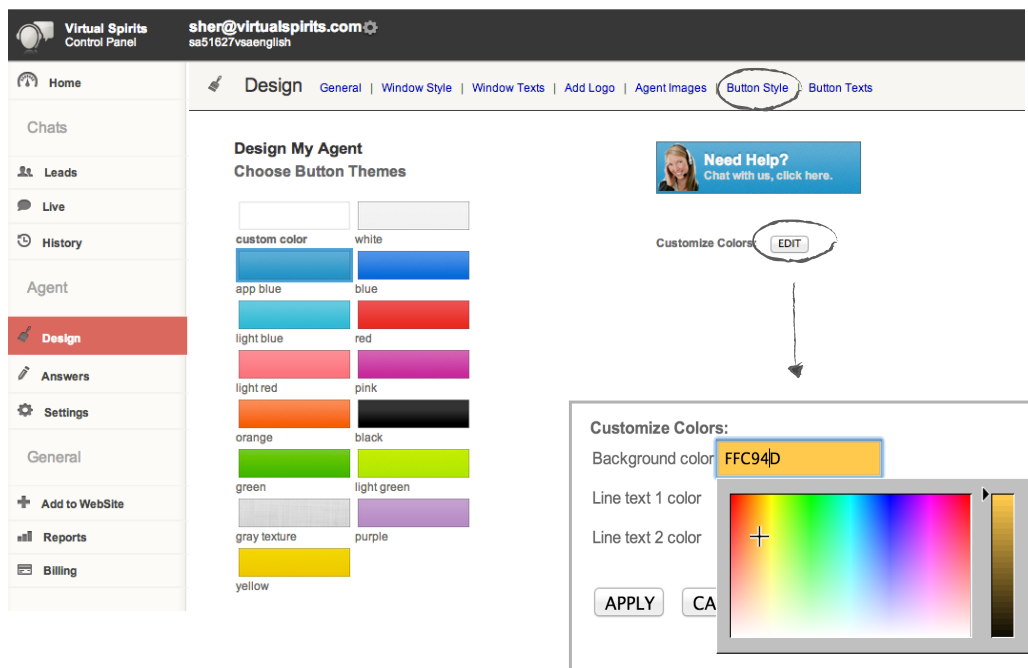 Virtual Spirits
Control Panel
sher@virtualspirits.com
sa51627vsaenglish
Home
Chats
Leads
Live
History
Agent
Design
Answers
Settings
General
Add to WebSite
Reports
Billing
Design General | Window Style | Window Texts | Add Logo | Agent Images | Button Style | Button Texts
Design My Agent
Choose Button Themes
custom color white
app blue blue
light blue red
light red pink
orange black
green light green
gray texture purple
yellow
Need Help?
Chat with us, click here.
Customize Colors: EDIT
Customize Colors:
Background color FFC94D
Line text 1 color
Line text 2 color
APPLY CA